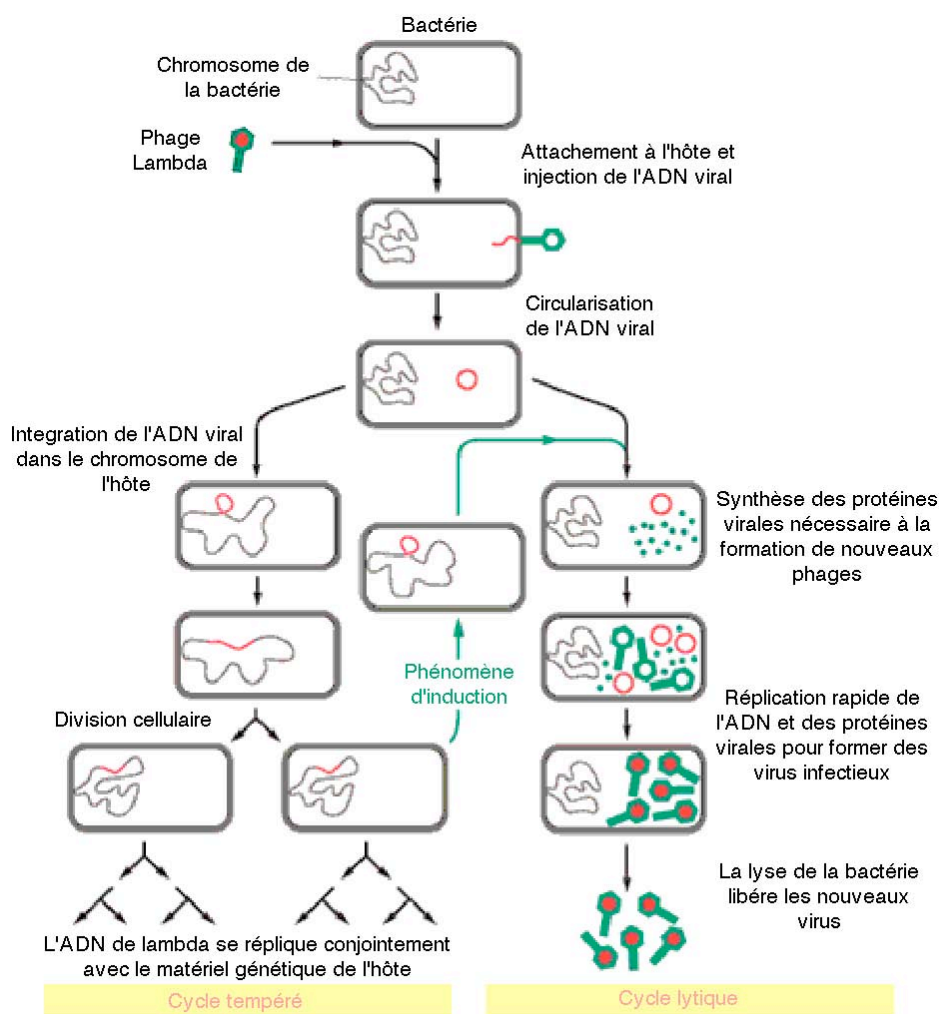 Bactérie
Chromosome de
la bactérie
Phage
Lambda
Attachement à l'hôte et
injection de l'ADN viral
Circularisation
de l'ADN viral
Integration de l'ADN viral
dans le chromosome de
l'hôte
Synthèse des protéines
virales nécessaire à la
formation de nouveaux
phages
Phénomène
d'induction
Division cellulaire
Réplication rapide de
l'ADN et des protéines
virales pour former des
virus infectieux
La lyse de la bactérie
libére les nouveaux
virus
L'ADN de lambda se réplique conjointement
avec le matériel génétique de l'hôte
Cycle tempéré
Cycle lytique